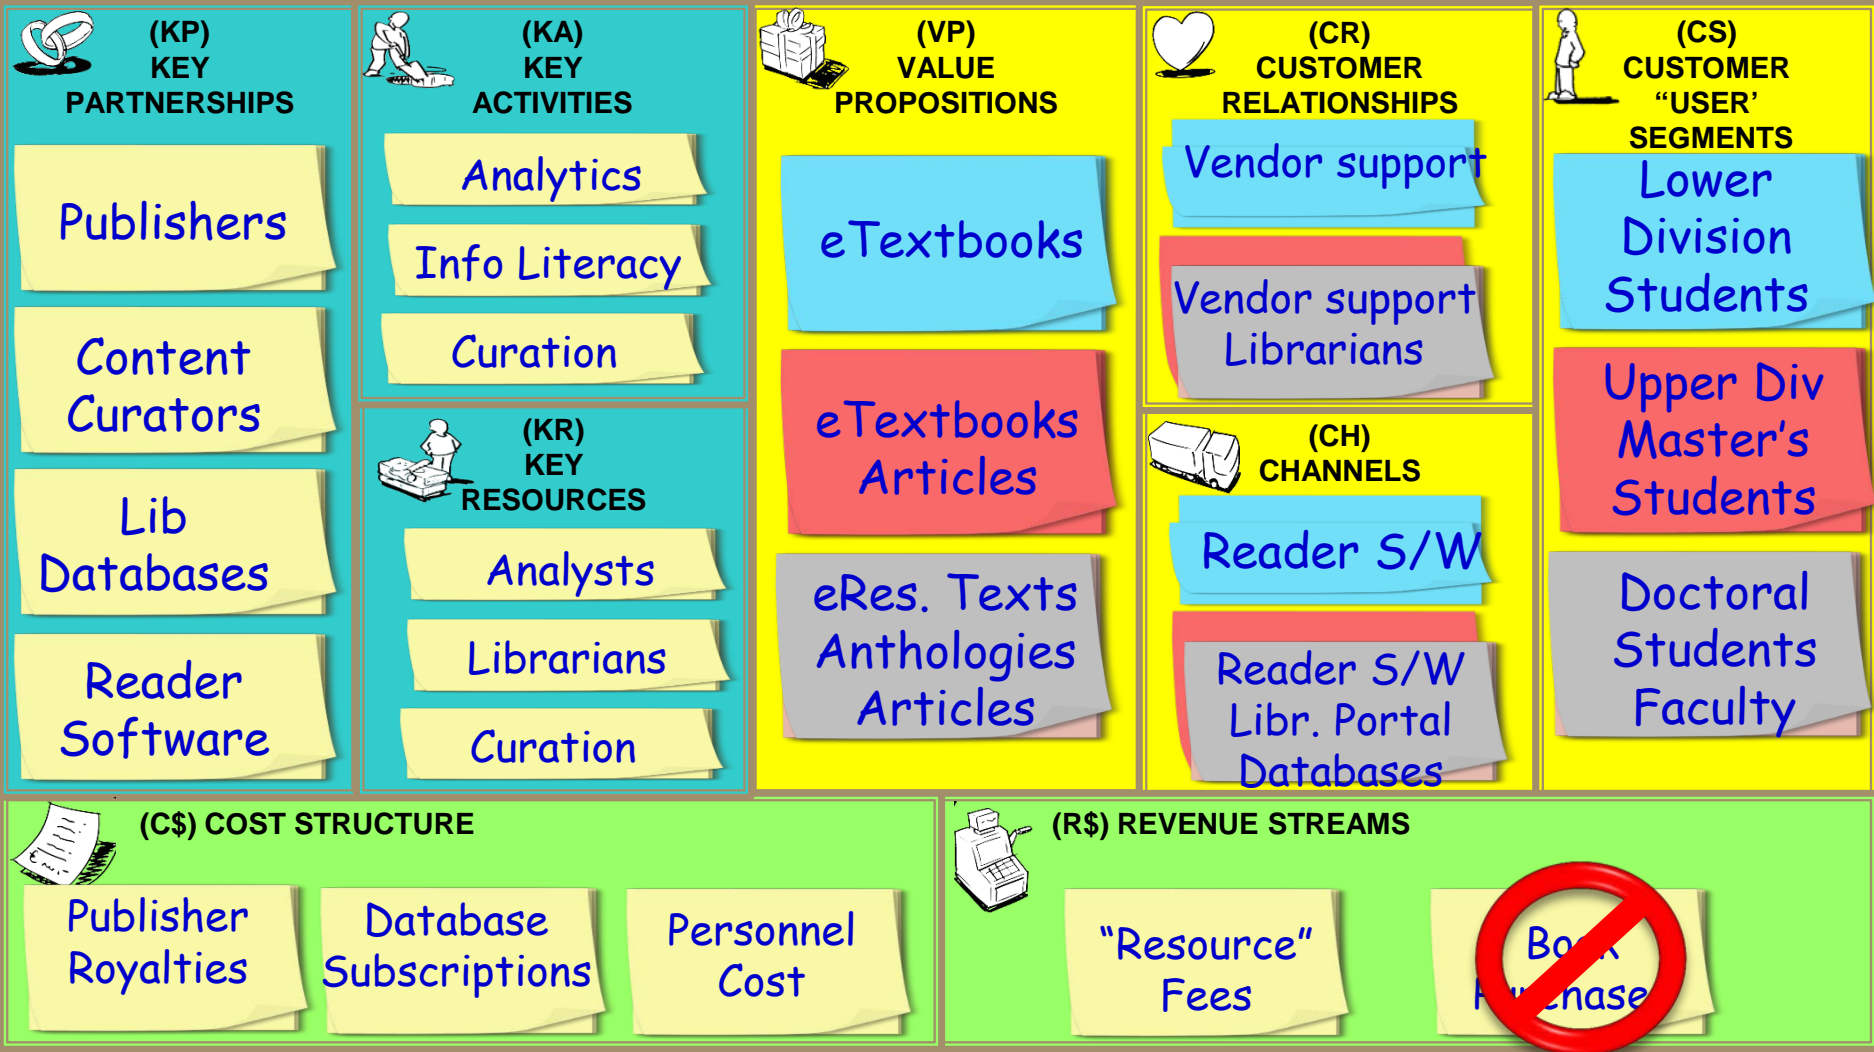 (KP)
KEY
PARTNERSHIPS
Publishers
Content
Curators
Lib
Databases
Reader
Software
(KA)
KEY
ACTIVITIES
Analytics
Info Literacy
Curation
(KR)
KEY
RESOURCES
Analysts
Librarians
Curation
(VP)
VALUE
PROPOSITIONS
eTextbooks
eTextbooks
Articles
eRes. Texts
Anthologies
Articles
(CR)
CUSTOMER
RELATIONSHIPS
Vendor support
Vendor support
Librarians
(CH)
CHANNELS
Reader S/W
Reader S/W
Libr. Portal
Databases
(CS)
CUSTOMER
“USER’
SEGMENTS
Lower
Division
Students
Upper Div
Master’s
Students
Doctoral
Students
Faculty
(C$) COST STRUCTURE
Publisher
Royalties
Database
Subscriptions
Personnel
Cost
(R$) REVENUE STREAMS
“Resource”
Fees
Book
Purchase